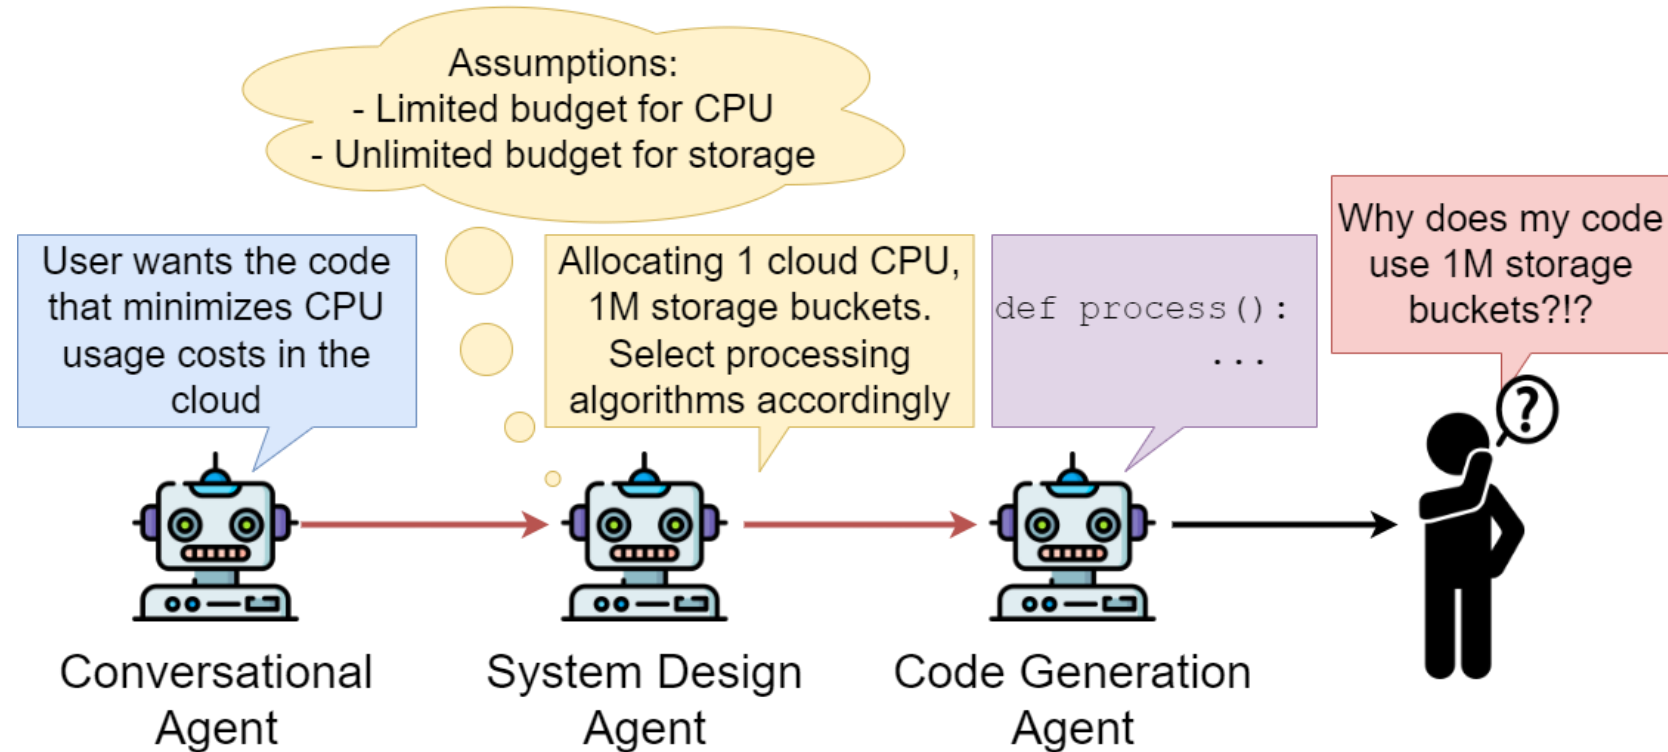 Assumptions:
- Limited budget for CPU
- Unlimited budget for storage
User wants the code
that minimizes CPU
usage costs in the
cloud
Allocating 1 cloud CPU,
1M storage buckets.
Select processing
algorithms accordingly
def process():
...
Why does my code
use 1M storage
buckets?!?
?
Conversational
Agent
System Design
Agent
Code Generation
Agent